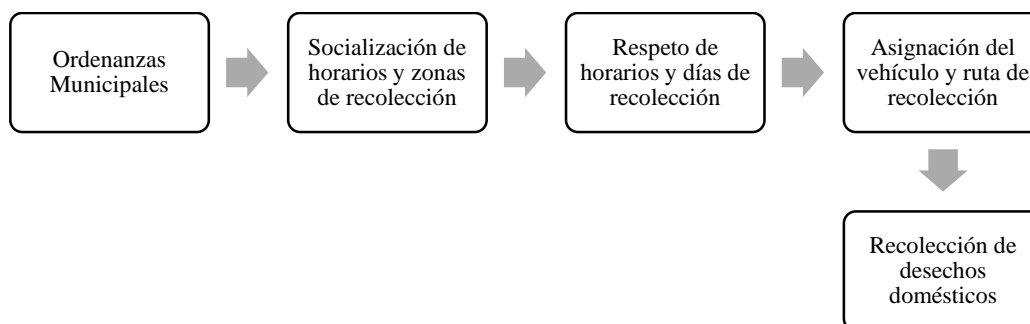 Ordenanzas
Municipales
Socialización de
horarios y zonas
de recolección
Respeto de
horarios y días de
recolección
Asignación del
vehículo y ruta de
recolección
Recolección de
desechos
domésticos